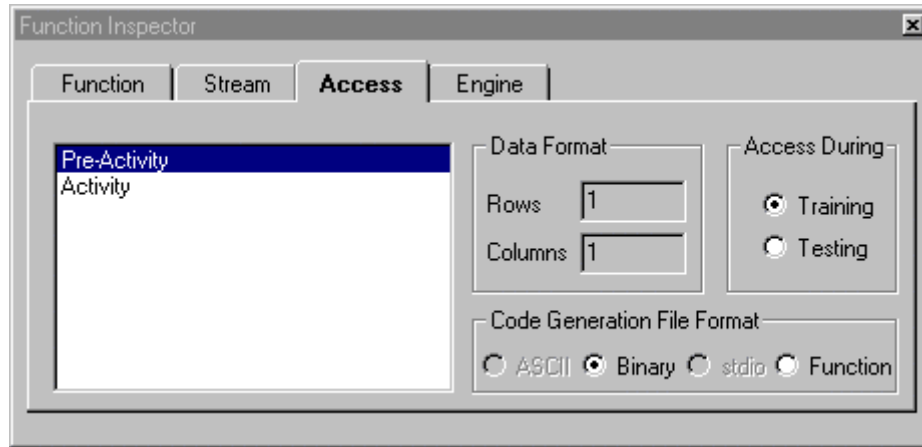 Function Inspector
Function Stream Access Engine
Pre-Activity
Activity
Data Format
Rows 1
Columns 1
Access During
Training
Testing
Code Generation File Format
ASCII Binary stdio Function